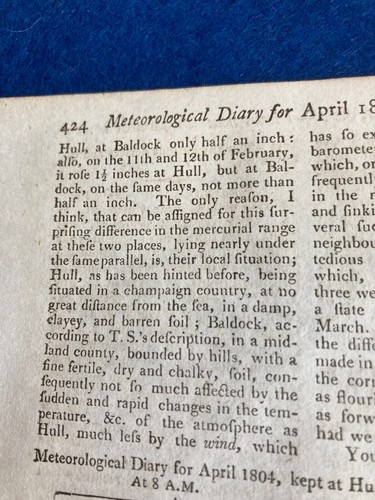 424 Meteorological Diary for April 18
Hull, at Baldock only half an inch:
alſo, on the 11th and 12th of February,
it roſe 1½ inches at Hull, but at Bal-
dock, on the ſame days, not more than
half an inch. The only reaſon, I
think, that can be aſſigned for this ſur-
priſing difference in the mercurial range
at theſe two places, lying nearly under
the ſame parallel, is, their local ſituation;
Hull, as has been hinted before, being
ſituated in a champaign country, at no
great diſtance from the ſea, in a damp,
clayey, and barren ſoil; Baldock, ac-
cording to T. S.'s deſcription, in a mid-
land county, bounded by hills, with a
fine fertile, dry and chalky, ſoil, con-
ſequently not ſo much affected by the
ſudden and rapid changes in the tem-
perature, &c. of the atmoſphere as
Hull, much leſs by the wind, which
has ſo ex
baromete
which, or
frequently
in the m
and ſinki
veral ſuc
neighbou
tedious
which,
three we
a ſtate
March.
the diffe
made in
the corr
as flouri
as forw
had we
You
Meteorological Diary for April 1804, kept at Hu
At 8 A.M.